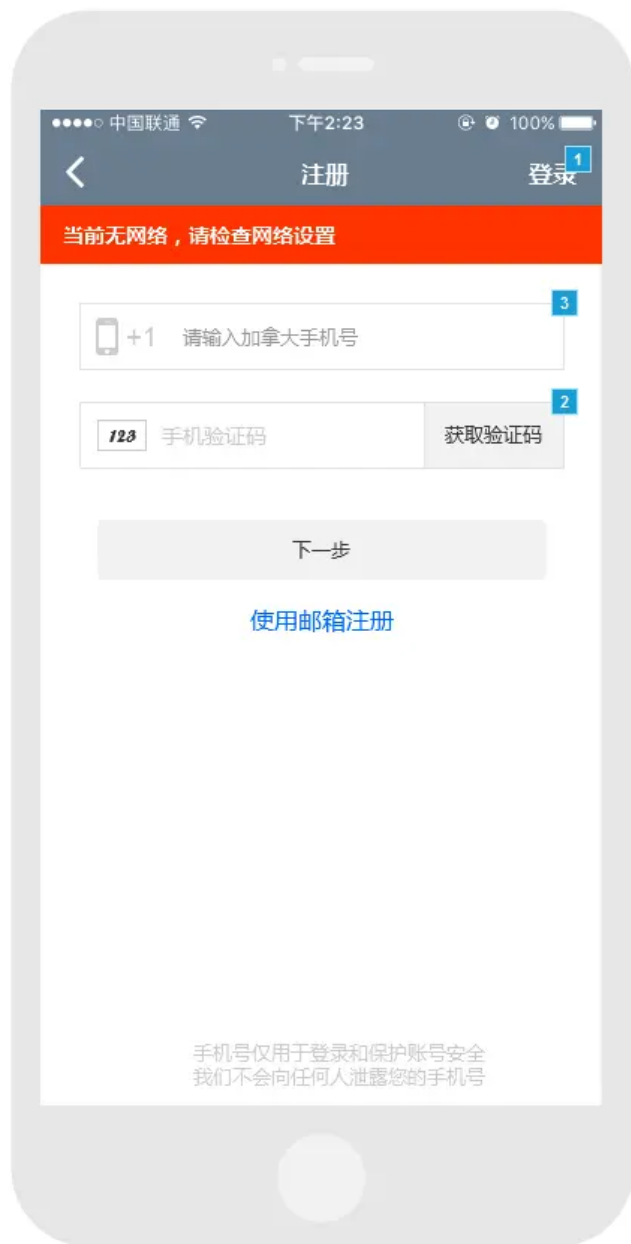 中国联通 下午2:23 100%
注册 登录 1
当前无网络，请检查网络设置
3
+1 请输入加拿大手机号
2
123 手机验证码 获取验证码
下一步
使用邮箱注册
手机号仅用于登录和保护账号安全
我们不会向任何人泄露您的手机号